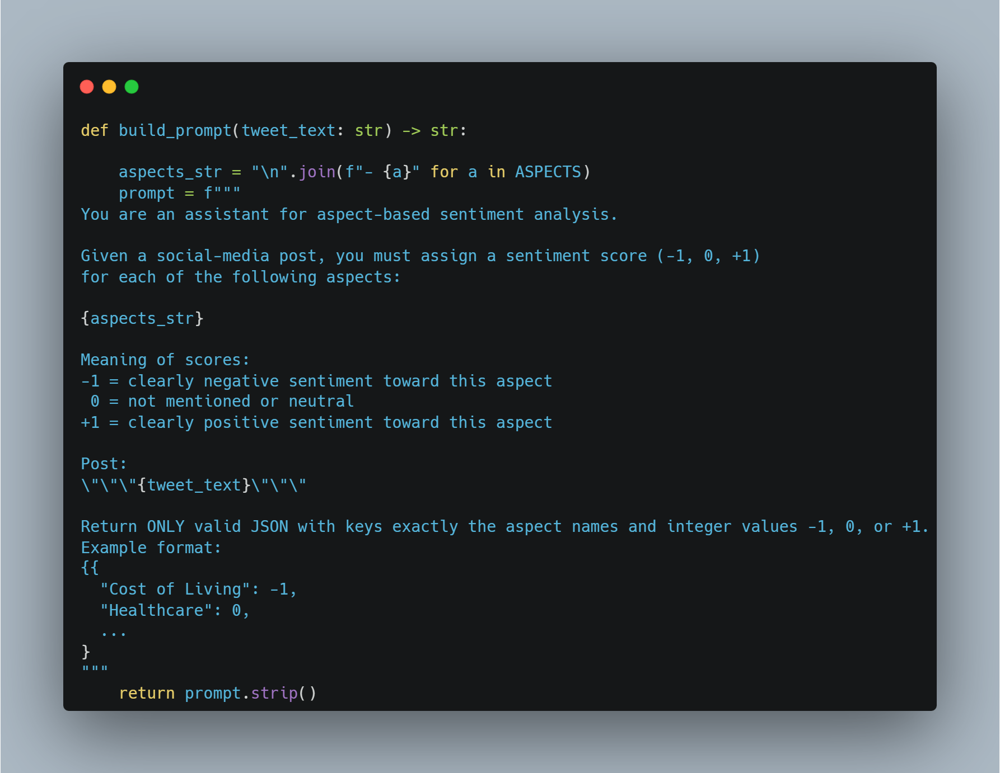 def build_prompt(tweet_text: str) -> str:

    aspects_str = "\n".join(f"- {a}" for a in ASPECTS)
    prompt = f"""
You are an assistant for aspect-based sentiment analysis.

Given a social-media post, you must assign a sentiment score (-1, 0, +1)
for each of the following aspects:

{aspects_str}

Meaning of scores:
-1 = clearly negative sentiment toward this aspect
 0 = not mentioned or neutral
+1 = clearly positive sentiment toward this aspect

Post:
\"\"\"{tweet_text}\"\"\"

Return ONLY valid JSON with keys exactly the aspect names and integer values -1, 0, or +1.
Example format:
{{
  "Cost of Living": -1,
  "Healthcare": 0,
  ...
}
"""
    return prompt.strip()